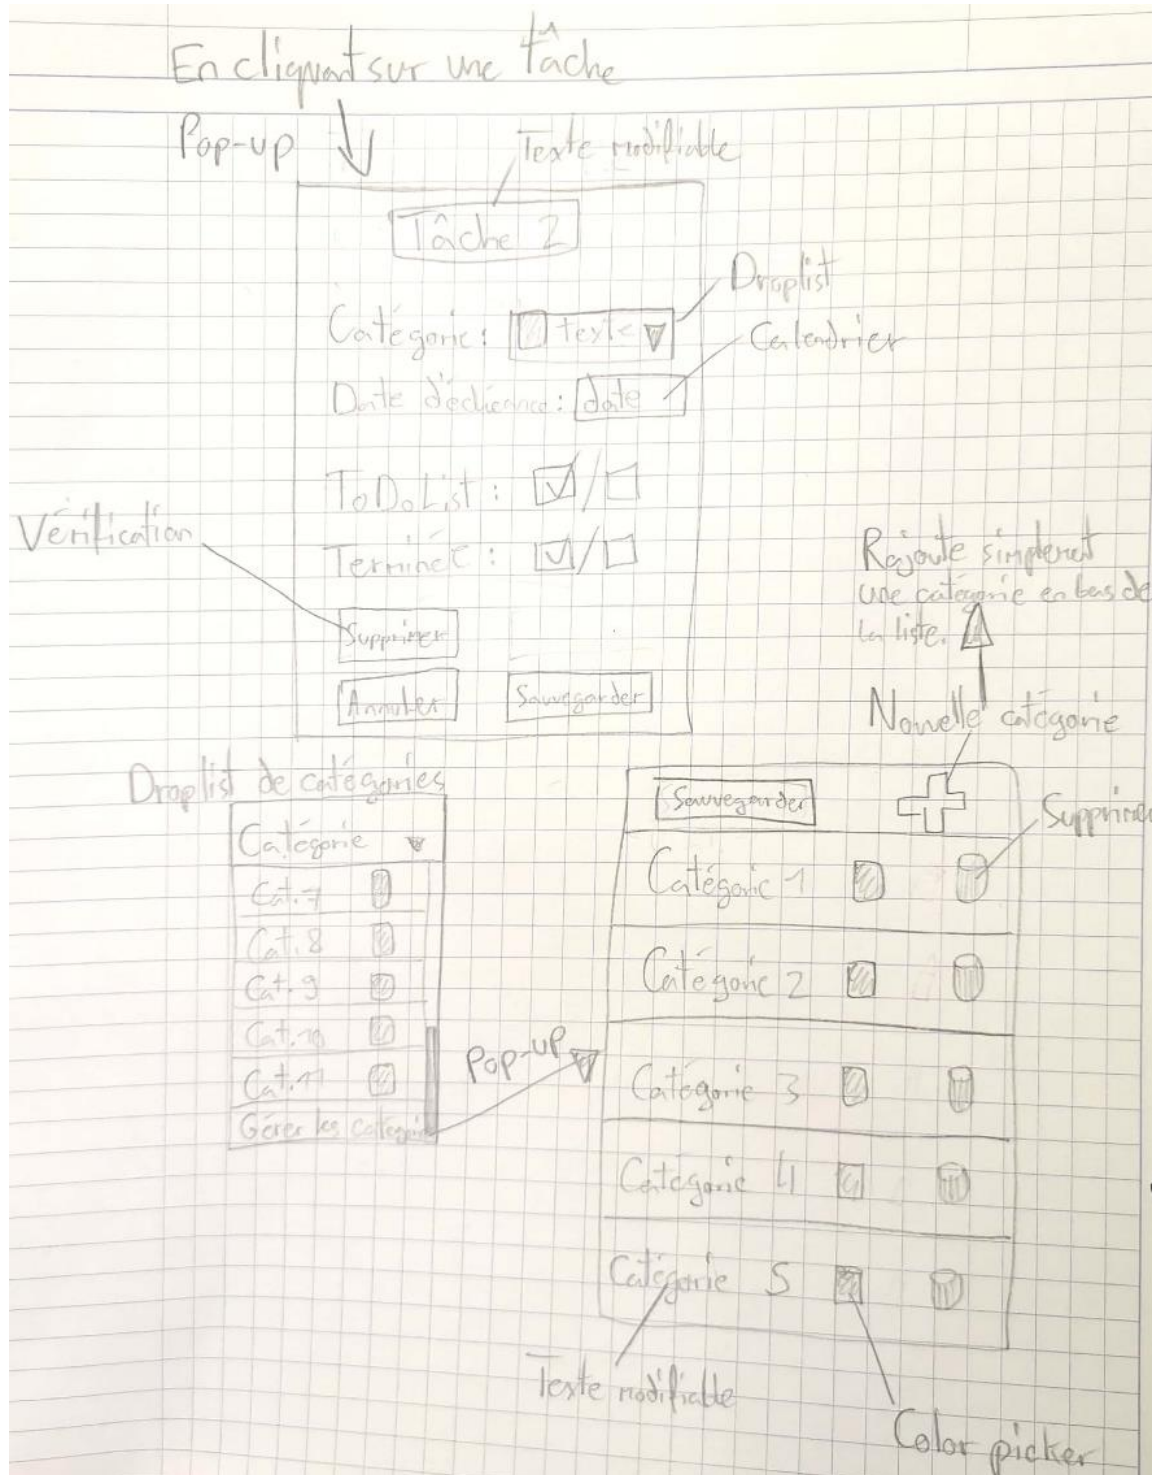 En cliquant sur une tâche
Pop-up
Texte modifiable
Tâche 2
Droplist
Catégorie : texte
Calendrier
Date d'échéance : date
ToDoList : /
Vérification
Terminée : /
Rajoute simplement
une catégorie en bas de
la liste.
Supprimer
Annuler
Sauvegarder
Nouvelle catégorie
Droplist de catégories
Sauvegarder
Supprimer
Catégorie
Catégorie 1
Cat. 7
Cat. 8
Catégorie 2
Cat. 9
Cat. 10
Pop-up
Cat. 11
Catégorie 3
Gérer les catégories
Catégorie 4
Catégorie 5
Texte modifiable
Color picker